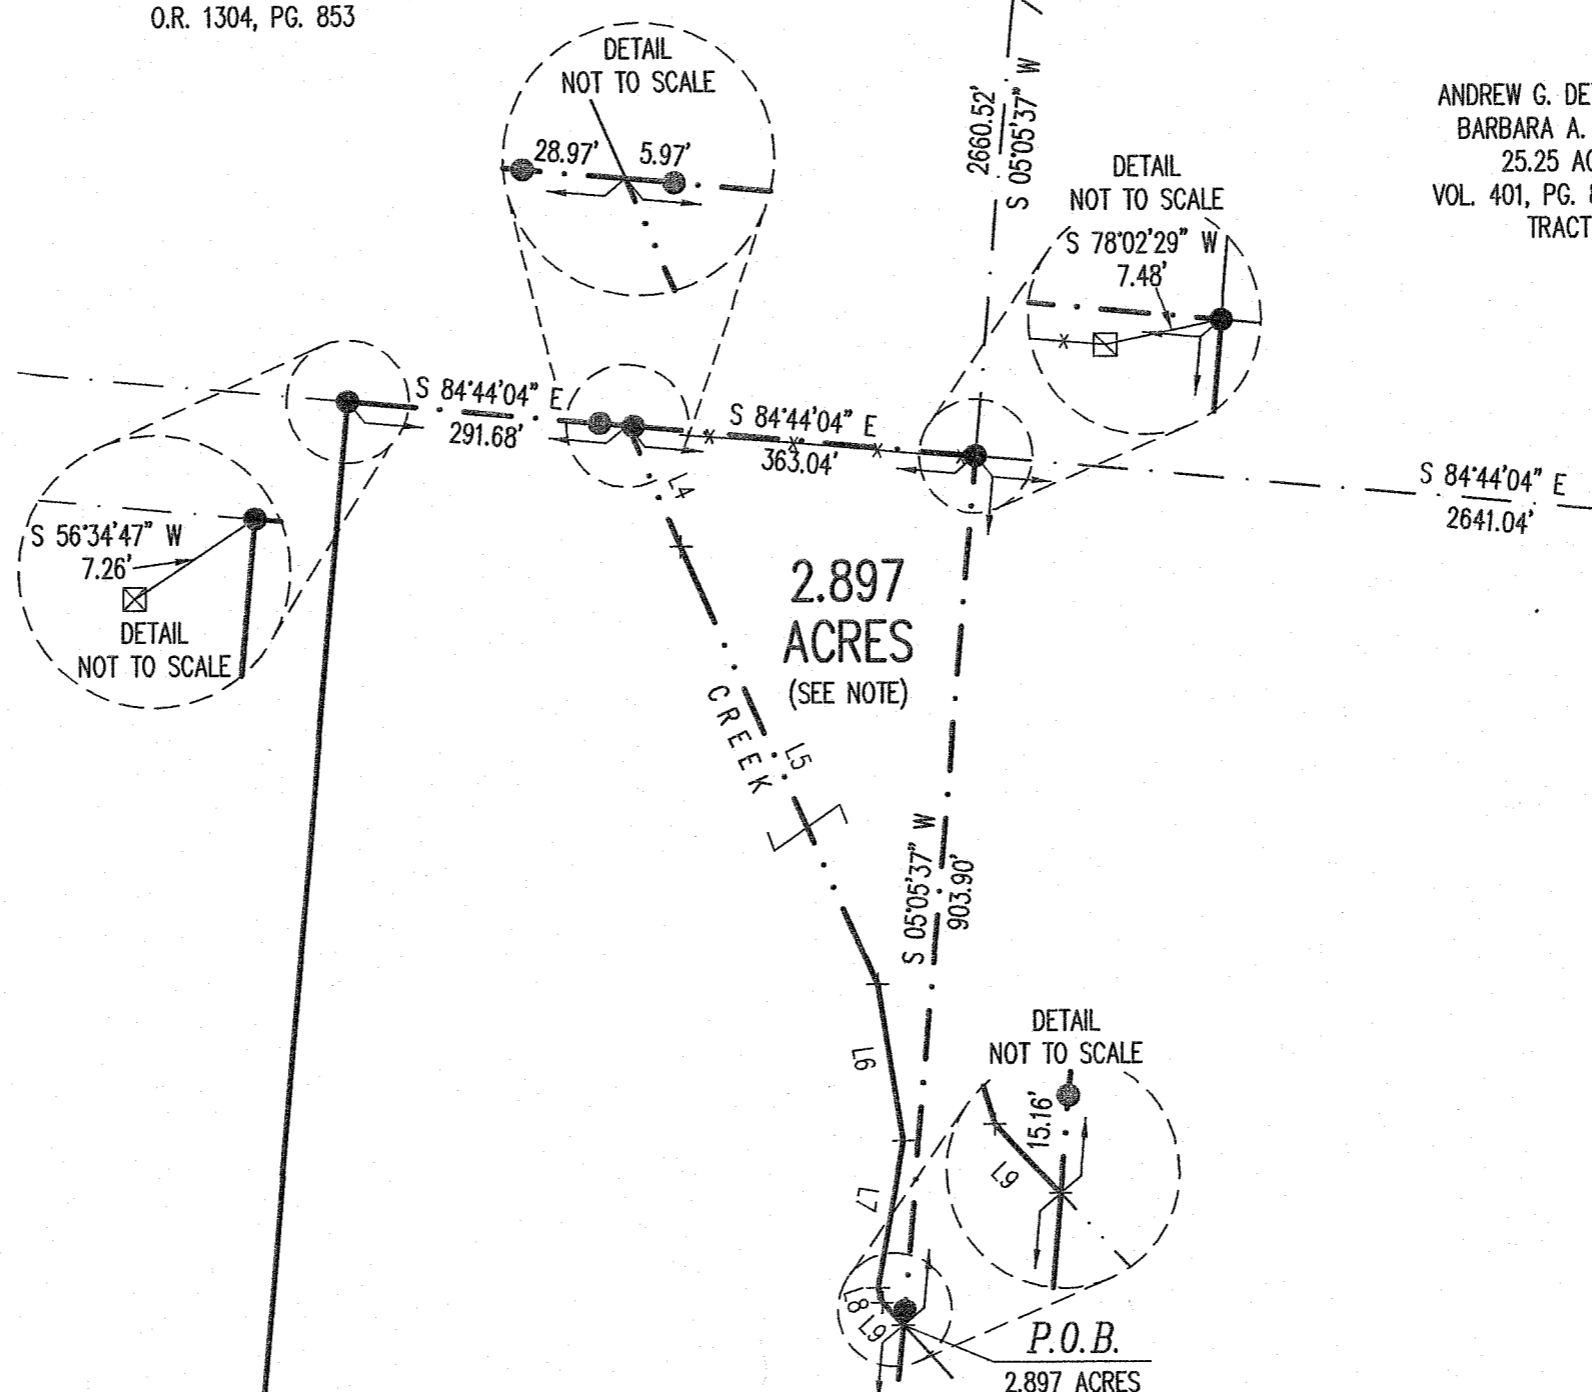 O.R. 1304, PG. 853
DETAIL
NOT TO SCALE
28.97' 5.97'
2660.52'
S 05°05'37" W
ANDREW G.
BARBARA A.
25.25
VOL. 401, PG.
TRACT
DETAIL
NOT TO SCALE
S 78°02'29" W
7.48'
S 84°44'04" E
291.68'
S 84°44'04" E
363.04'
S 84°44'04" E
2641.04'
L4
S 56°34'47" W
7.26'
DETAIL
NOT TO SCALE
2.897
ACRES
(SEE NOTE)
CREEK
L5
S 05°05'37" W
903.90'
L6
DETAIL
NOT TO SCALE
15.16'
L9
L7
L8
L9
P.O.B.
2.897 ACRES